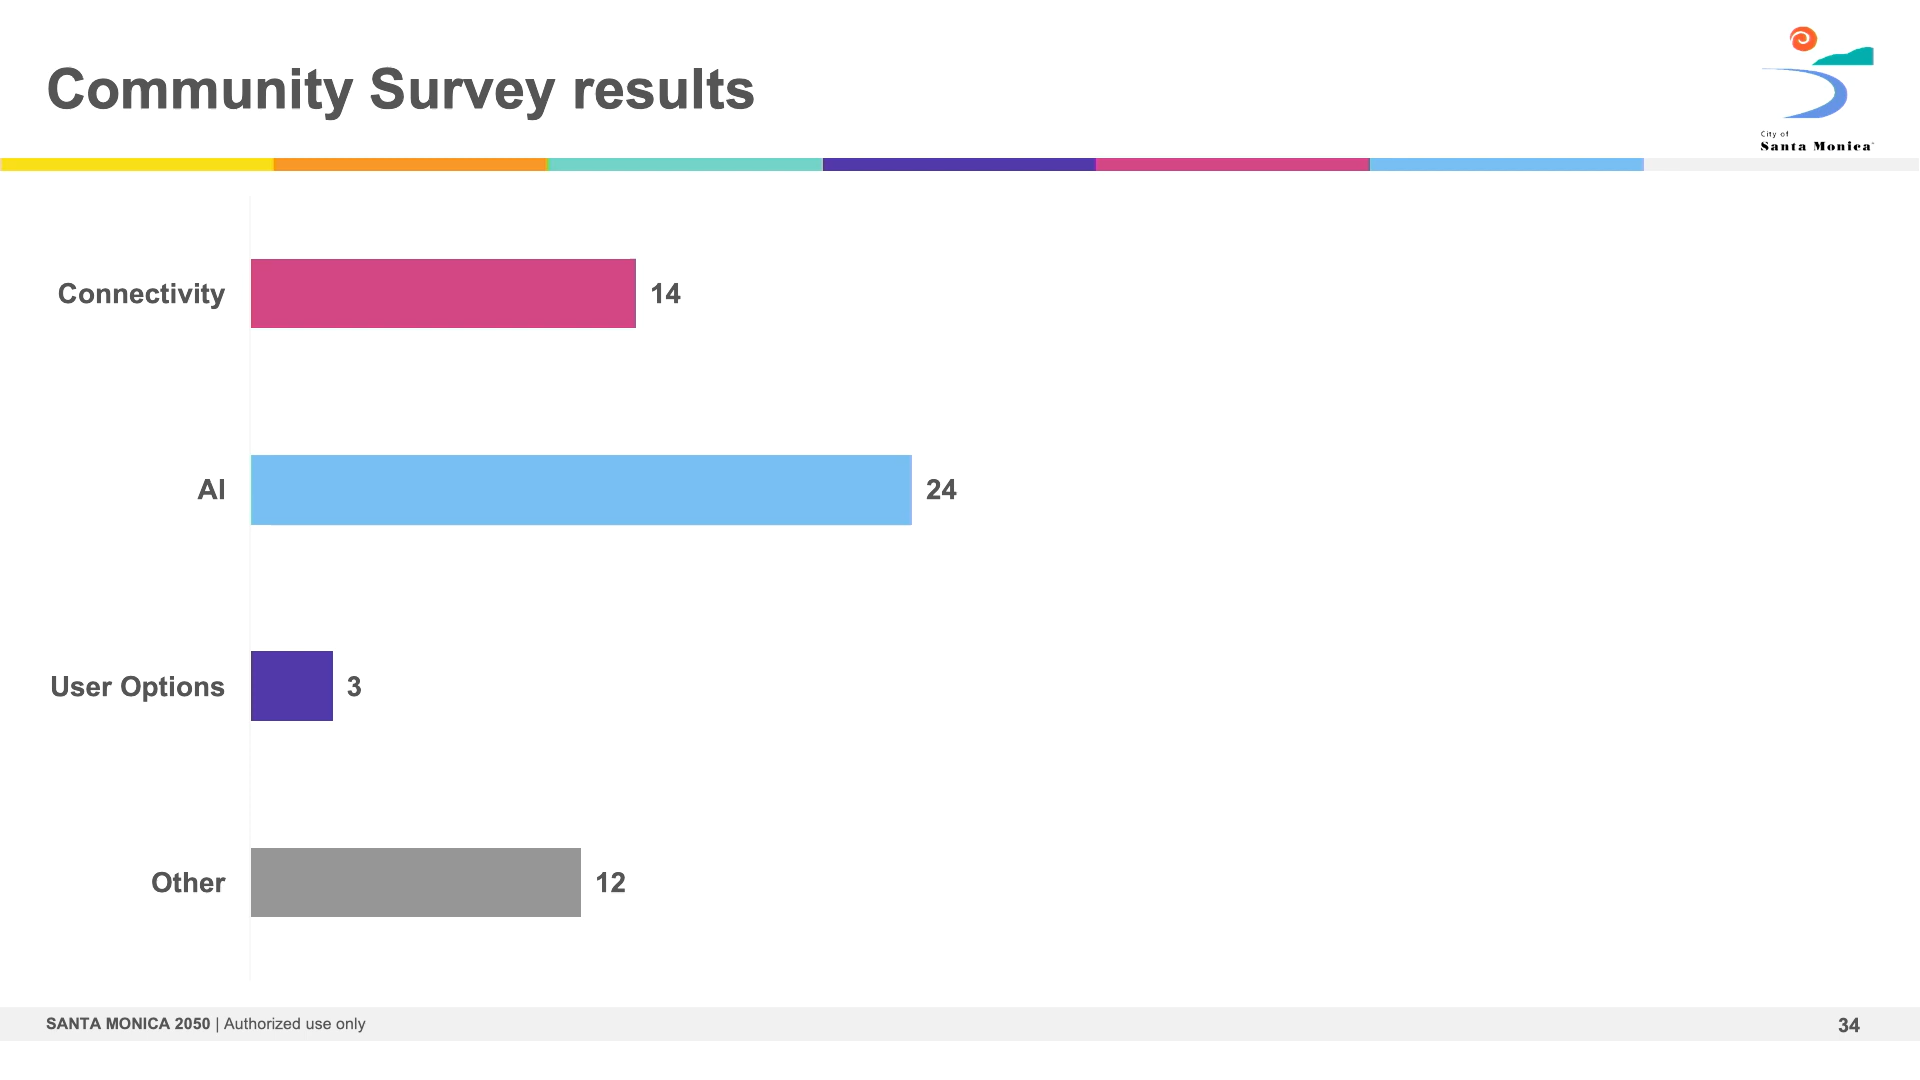 Community Survey results
City of
Santa Monica
Connectivity 14
AI 24
User Options 3
Other 12
SANTA MONICA 2050 | Authorized use only
34